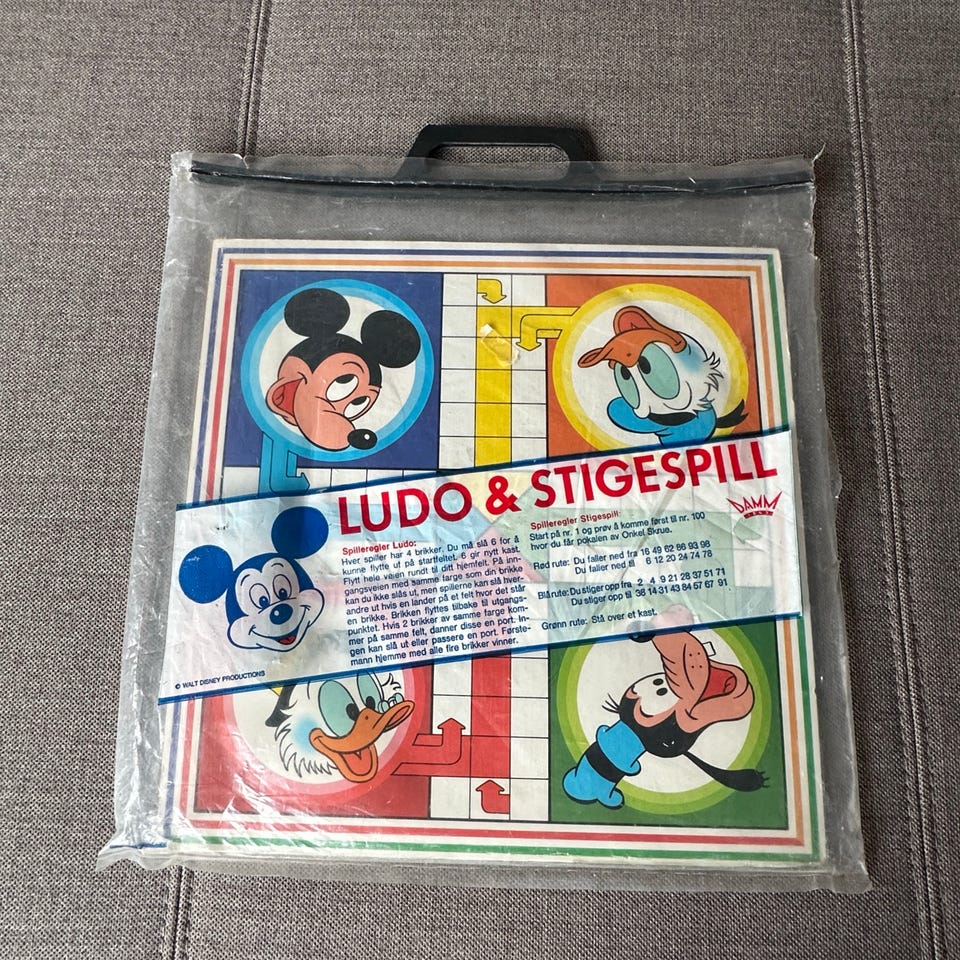 LUDO & STIGESPILL
DAMM
Spilleregler Ludo:
Hver spiller har 4 brikker. Du må slå 6 for å
kunne flytte ut på startfeltet. 6 gir nytt kast.
Flytt hele veien rundt til ditt hjemfelt. På inn-
gangsveien med samme farge som din brikke
kan du ikke slås ut, men spillerne kan slå hver-
andre ut hvis en lander på et felt hvor det står
en brikke. Brikken flyttes tilbake til utgangs-
punktet. Hvis 2 brikker av samme farge kom-
mer på samme felt, danner disse en port. In-
gen kan slå ut eller passere en port. Første-
mann hjemme med alle fire brikker vinner.
Spilleregler Stigespill:
Start på nr. 1 og prøv å komme først til nr. 100
hvor du får pokalen av Onkel Skrue.
Rød rute: Du faller ned fra 16 49 62 86 93 98
Du faller ned til 6 12 20 24 74 78
Blå rute: Du stiger opp fra 2 4 9 21 28 37 51 71
Du stiger opp til 38 14 31 43 84 57 67 91
Grønn rute: Stå over et kast.
© WALT DISNEY PRODUCTIONS